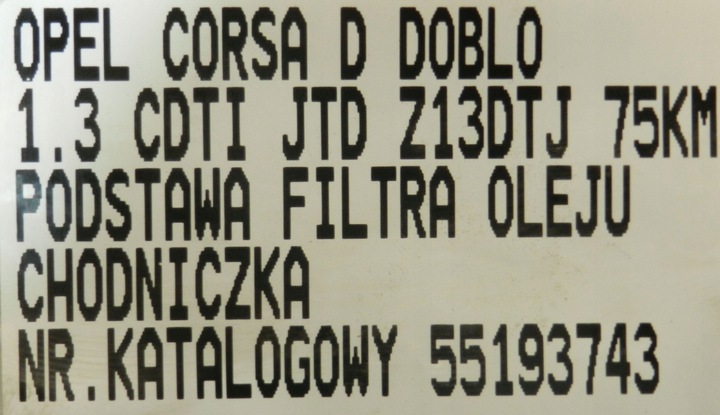 OPEL CORSA D DOBLO
1.3 CDTI JTD Z13DTJ 75KM
PODSTAWA FILTRA OLEJU
CHODNICZKA
NR.KATALOGOWY 55193743